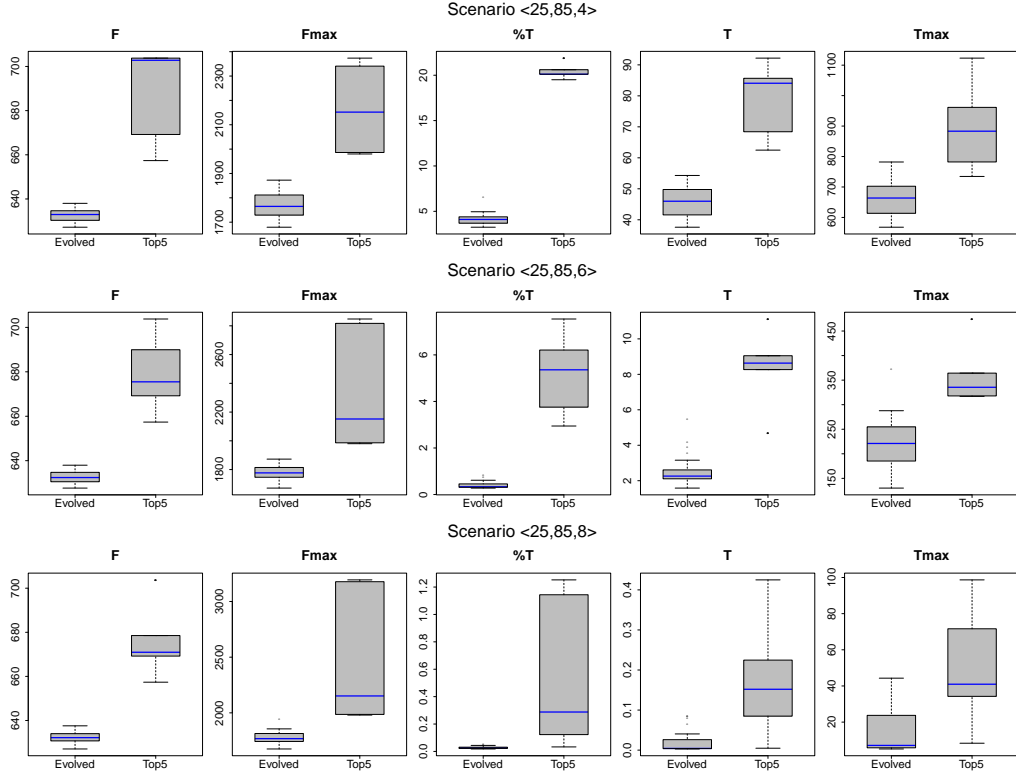 Scenario <25,85,4>
F Fmax %T T Tmax
640 660 680 700
1700 1900 2100 2300
5 10 15 20
40 50 60 70 80 90
600 700 800 900 1100
Evolved Top5 Evolved Top5 Evolved Top5 Evolved Top5 Evolved Top5
Scenario <25,85,6>
F Fmax %T T Tmax
640 660 680 700
1800 2200 2600
0 2 4 6
2 4 6 8 10
150 250 350 450
Evolved Top5 Evolved Top5 Evolved Top5 Evolved Top5 Evolved Top5
Scenario <25,85,8>
F Fmax %T T Tmax
640 660 680 700
2000 2500 3000
0.0 0.2 0.4 0.6 0.8 1.0 1.2
0.0 0.1 0.2 0.3 0.4
20 40 60 80 100
Evolved Top5 Evolved Top5 Evolved Top5 Evolved Top5 Evolved Top5